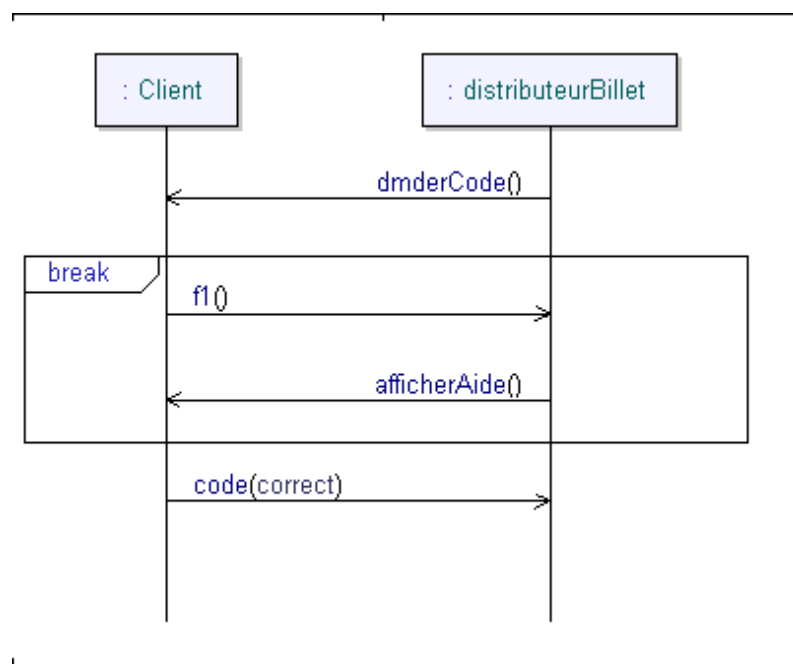 : Client
: distributeurBillet
dmderCode()
break
f1()
afficherAide()
code(correct)